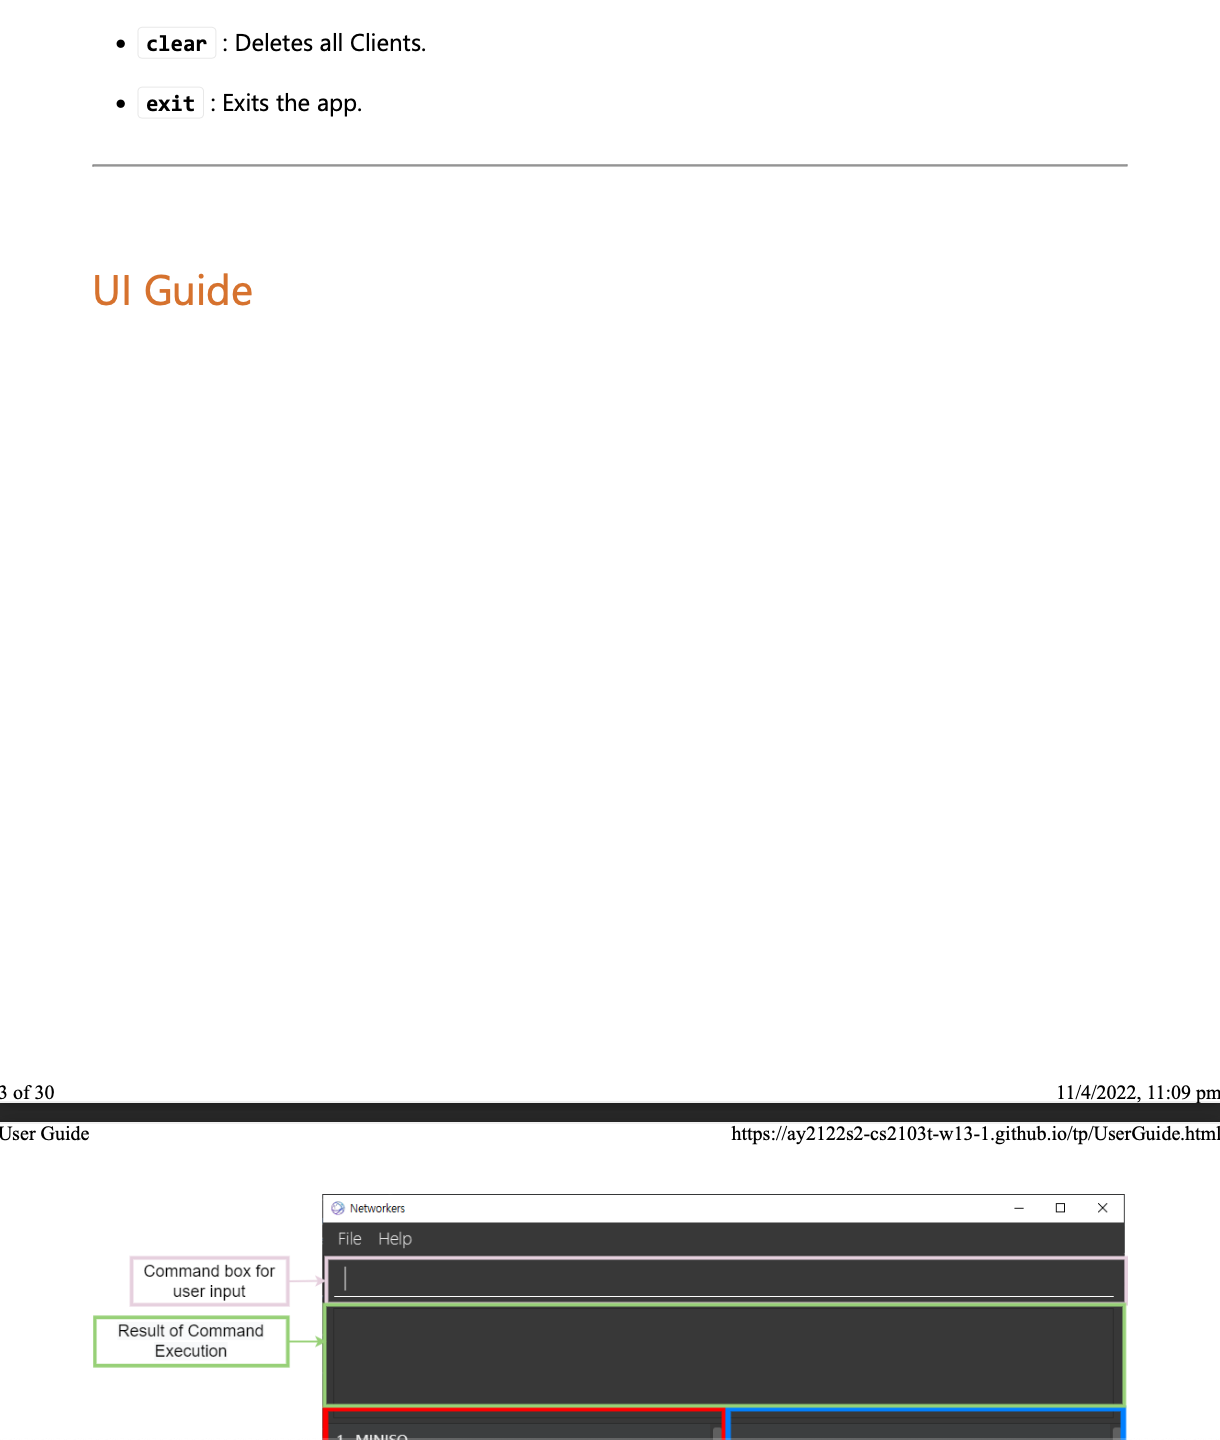 clear : Deletes all Clients.
exit : Exits the app.
UI Guide
3 of 30
11/4/2022, 11:09 pm
User Guide
https://ay2122s2-cs2103t-w13-1.github.io/tp/UserGuide.html
Networkers
File Help
Command box for
user input
Result of Command
Execution
1. MINISO